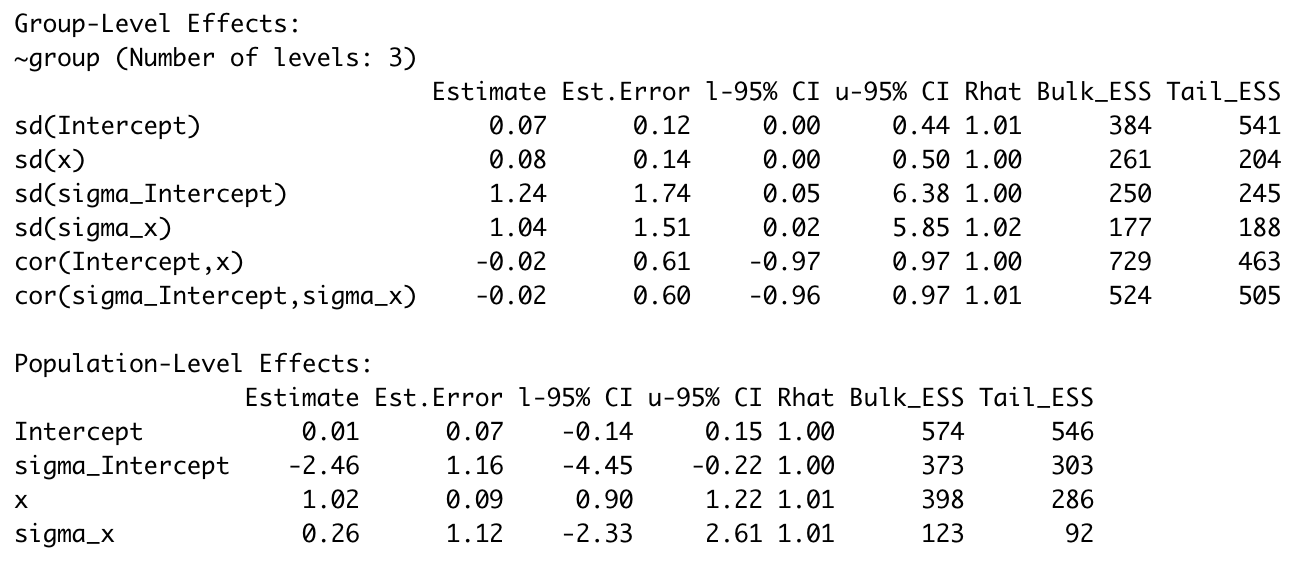 Group-Level Effects:
~group (Number of levels: 3)
                             Estimate Est.Error l-95% CI u-95% CI Rhat Bulk_ESS Tail_ESS
sd(Intercept)                    0.07      0.12     0.00     0.44 1.01      384      541
sd(x)                            0.08      0.14     0.00     0.50 1.00      261      204
sd(sigma_Intercept)              1.24      1.74     0.05     6.38 1.00      250      245
sd(sigma_x)                      1.04      1.51     0.02     5.85 1.02      177      188
cor(Intercept,x)                -0.02      0.61    -0.97     0.97 1.00      729      463
cor(sigma_Intercept,sigma_x)    -0.02      0.60    -0.96     0.97 1.01      524      505

Population-Level Effects:
                Estimate Est.Error l-95% CI u-95% CI Rhat Bulk_ESS Tail_ESS
Intercept           0.01      0.07    -0.14     0.15 1.00      574      546
sigma_Intercept    -2.46      1.16    -4.45    -0.22 1.00      373      303
x                   1.02      0.09     0.90     1.22 1.01      398      286
sigma_x             0.26      1.12    -2.33     2.61 1.01      123       92